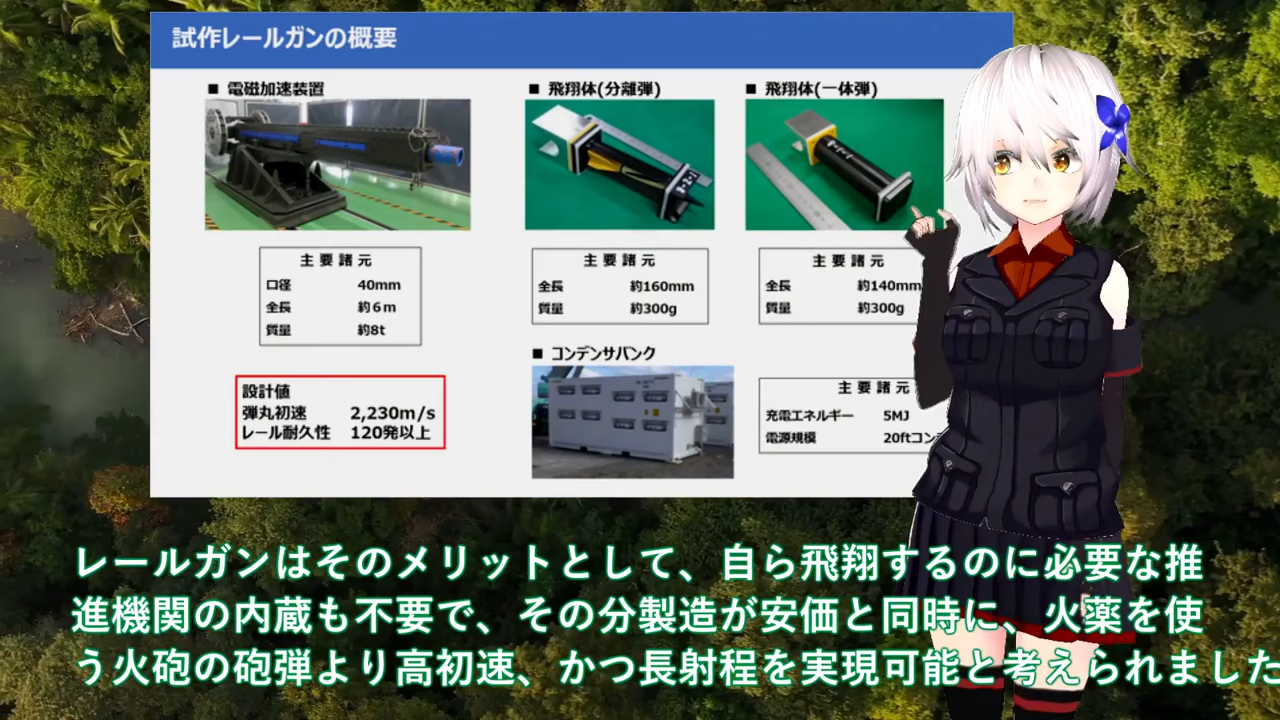 試作レールガンの概要
■ 電磁加速装置
主要諸元
口径 40mm
全長 約6m
質量 約8t
設計値
弾丸初速 2,230m/s
レール耐久性 120発以上
■ 飛翔体(分離弾)
主要諸元
全長 約160mm
質量 約300g
■ 飛翔体(一体弾)
主要諸元
全長 約140mm
質量 約300g
■ コンデンサバンク
主要諸元
充電エネルギー 5MJ
電源規模 20ftコン
レールガンはそのメリットとして、自ら飛翔するのに必要な推
進機関の内蔵も不要で、その分製造が安価と同時に、火薬を使
う火砲の砲弾より高初速、かつ長射程を実現可能と考えられました